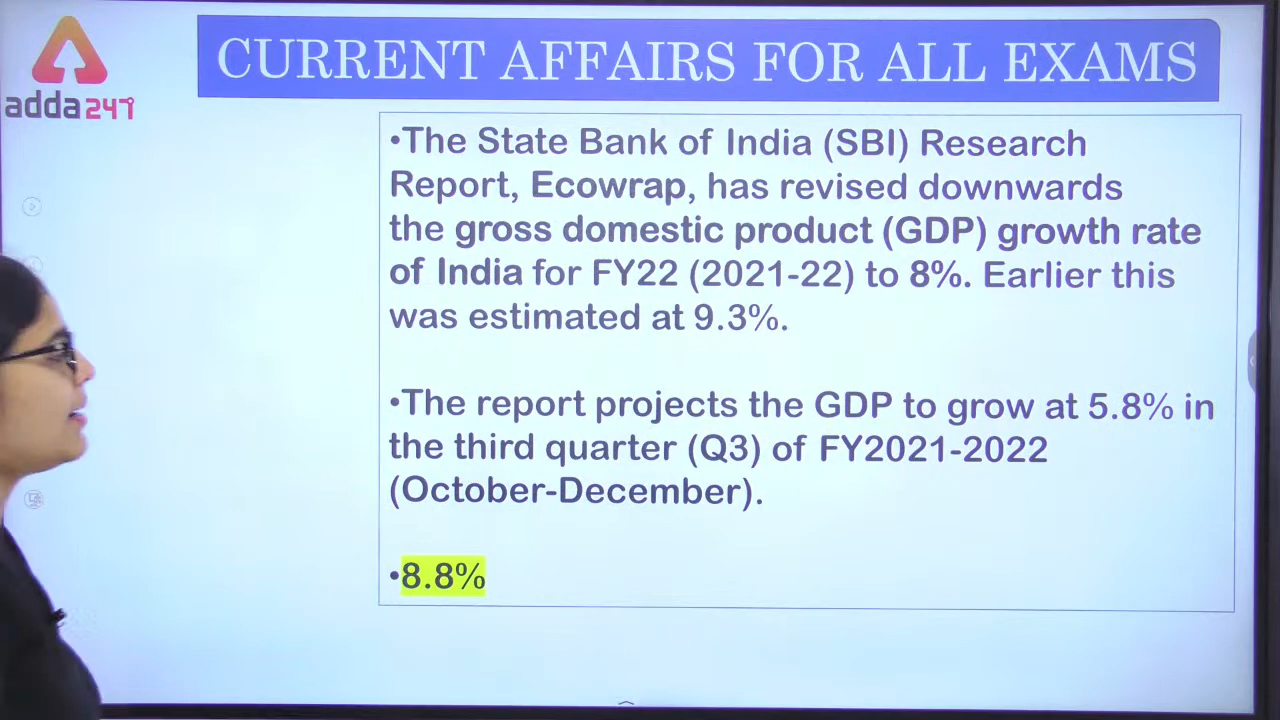 CURRENT AFFAIRS FOR ALL EXAMS
adda247
•The State Bank of India (SBI) Research
Report, Ecowrap, has revised downwards
the gross domestic product (GDP) growth rate
of India for FY22 (2021-22) to 8%. Earlier this
was estimated at 9.3%.
•The report projects the GDP to grow at 5.8% in
the third quarter (Q3) of FY2021-2022
(October-December).
•8.8%